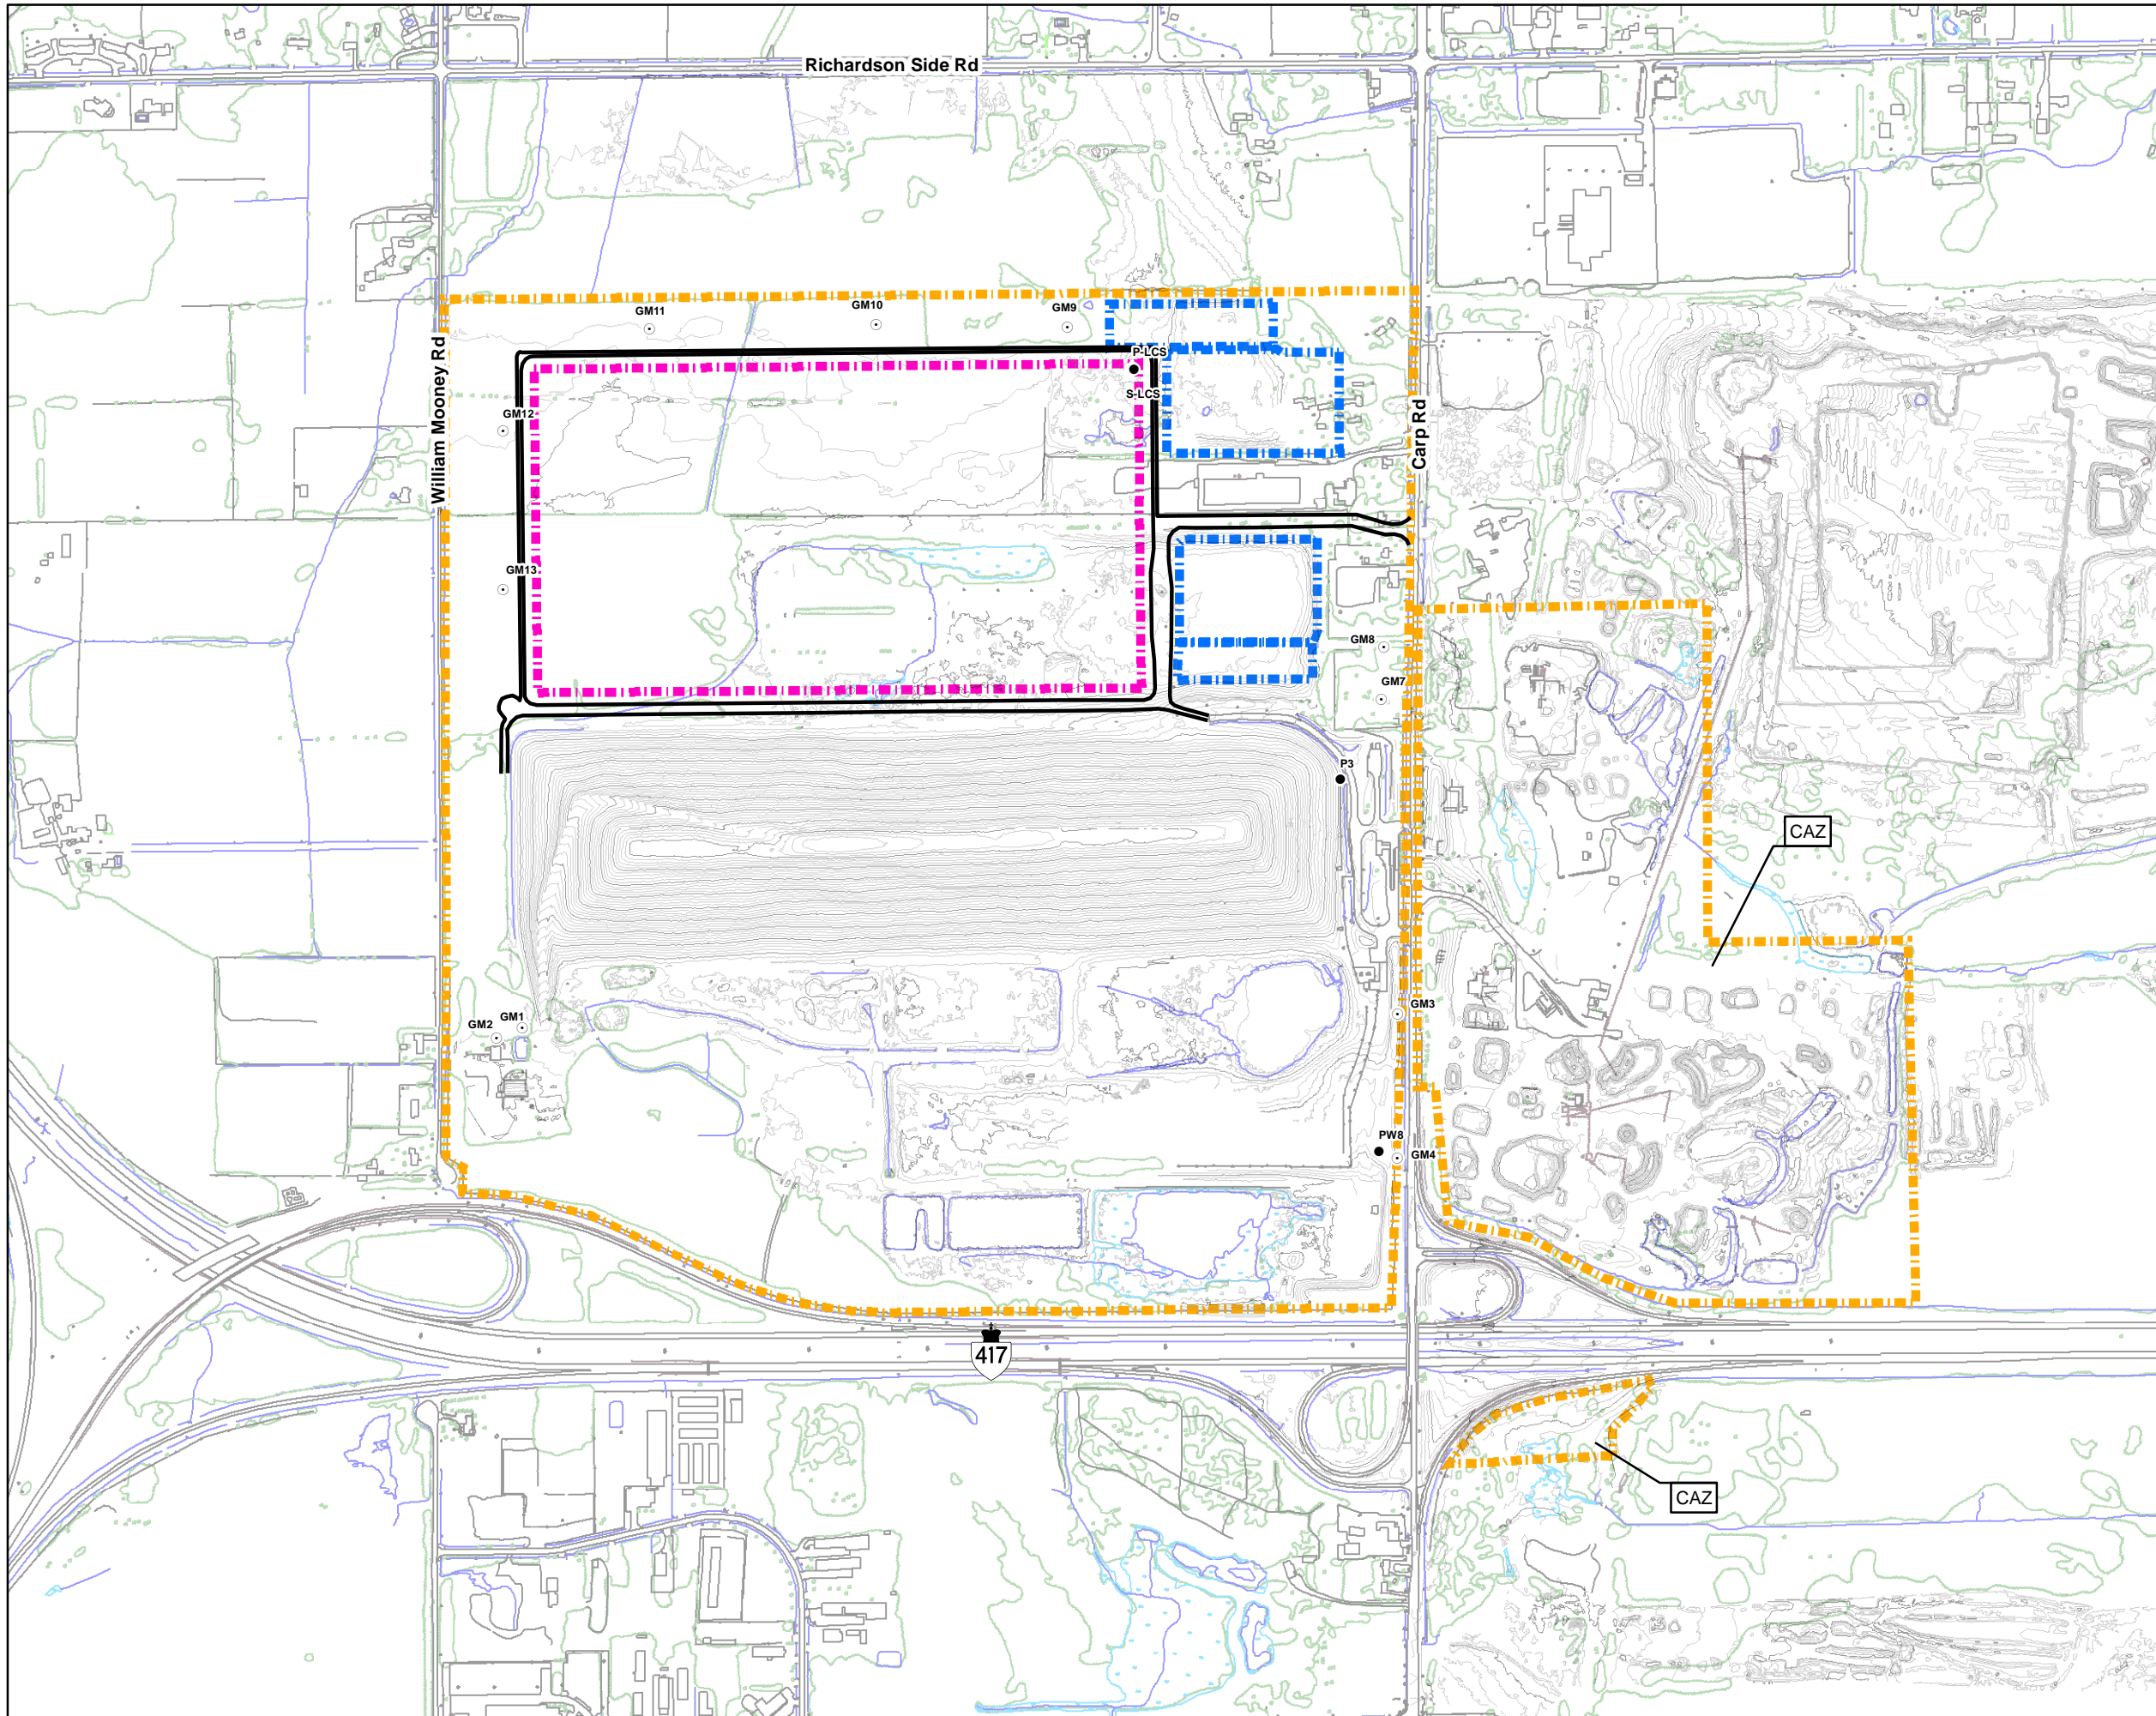 Richardson Side Rd
GM11
GM10
GM9
P-LCS
S-LCS
GM12
William Mooney Rd
Carp Rd
GM13
GM8
GM7
P3
CAZ
GM3
GM2
GM1
PW8
GM4
417
CAZ